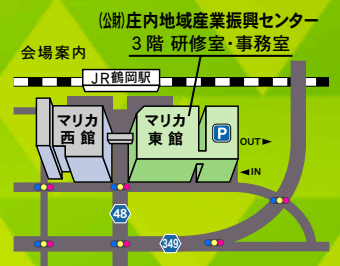 (公財)庄内地域産業振興センター
3階 研修室・事務室
会場案内
JR鶴岡駅
マリカ
西館
マリカ
東館
P
OUT►
◄IN
48
349